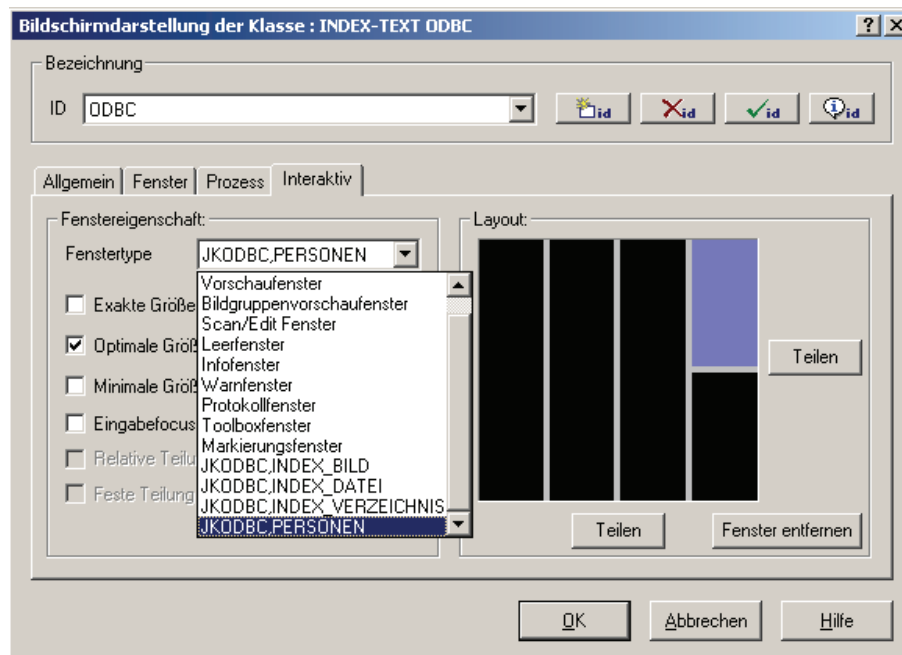 Bildschirmdarstellung der Klasse : INDEX-TEXT ODBC
Bezeichnung
ID ODBC id id id id
Allgemein Fenster Prozess Interaktiv
Fenstereigenschaft:
Fenstertype JKODBC,PERSONEN
Vorschaufenster
Exakte Größe
Bildgruppenvorschaufenster
Scan/Edit Fenster
Optimale Größ
Leerfenster
Infofenster
Minimale Größ
Warnfenster
Protokollfenster
Eingabefocus
Toolboxfenster
Markierungsfenster
Relative Teilu
JKODBC,INDEX_BILD
JKODBC,INDEX_DATEI
Feste Teilung
JKODBC,INDEX_VERZEICHNIS
JKODBC,PERSONEN
Layout:
Teilen
Teilen Fenster entfernen
OK Abbrechen Hilfe